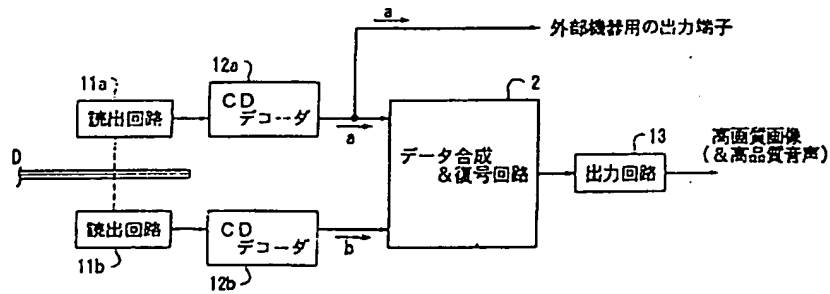 a
外部機器用の出力端子
12a
2
11a
CD
デコーダ
読出回路
a
13
高画質画像
(&高品質音声)
D
データ合成
&復号回路
出力回路
読出回路
CD
デコーダ
b
11b
12b